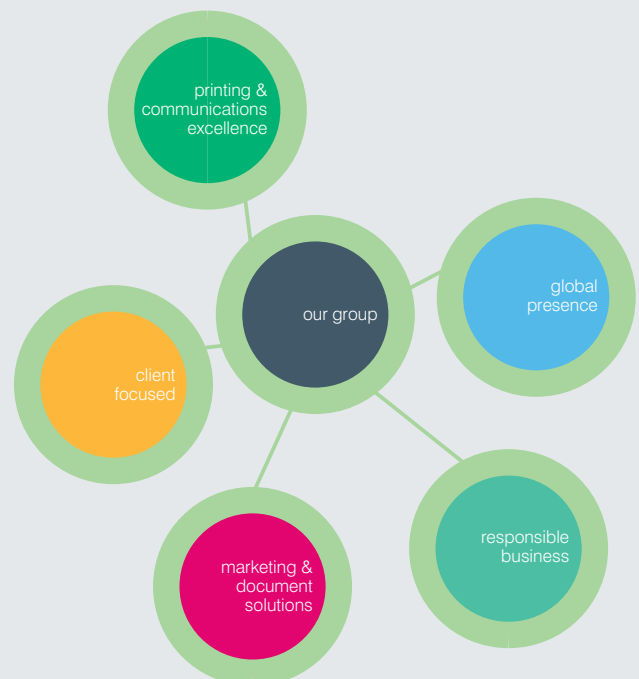 printing &
communications
excellence
global
presence
our group
client
focused
responsible
business
marketing &
document
solutions